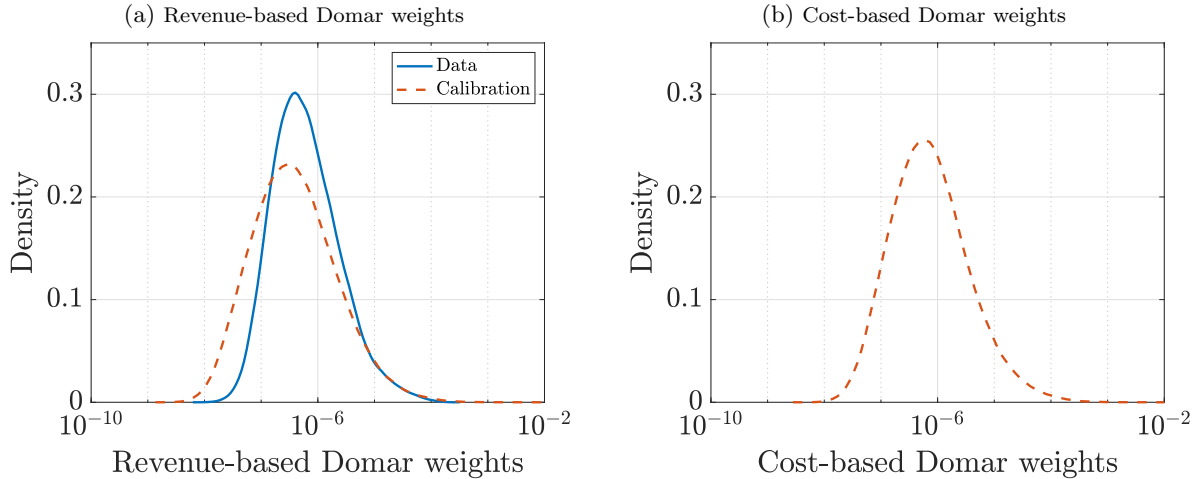 (a) Revenue-based Domar weights
Density
0.3
0.2
0.1
0
Data
Calibration
10^-10
10^-6
10^-2
Revenue-based Domar weights
(b) Cost-based Domar weights
Density
0.3
0.2
0.1
0
10^-10
10^-6
10^-2
Cost-based Domar weights